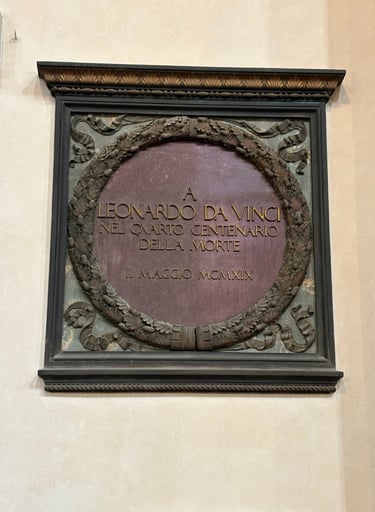 A
LEONARDO DA VINCI
NEL QVARTO CENTENARIO
DELLA MORTE
II MAGGIO MCMXIX